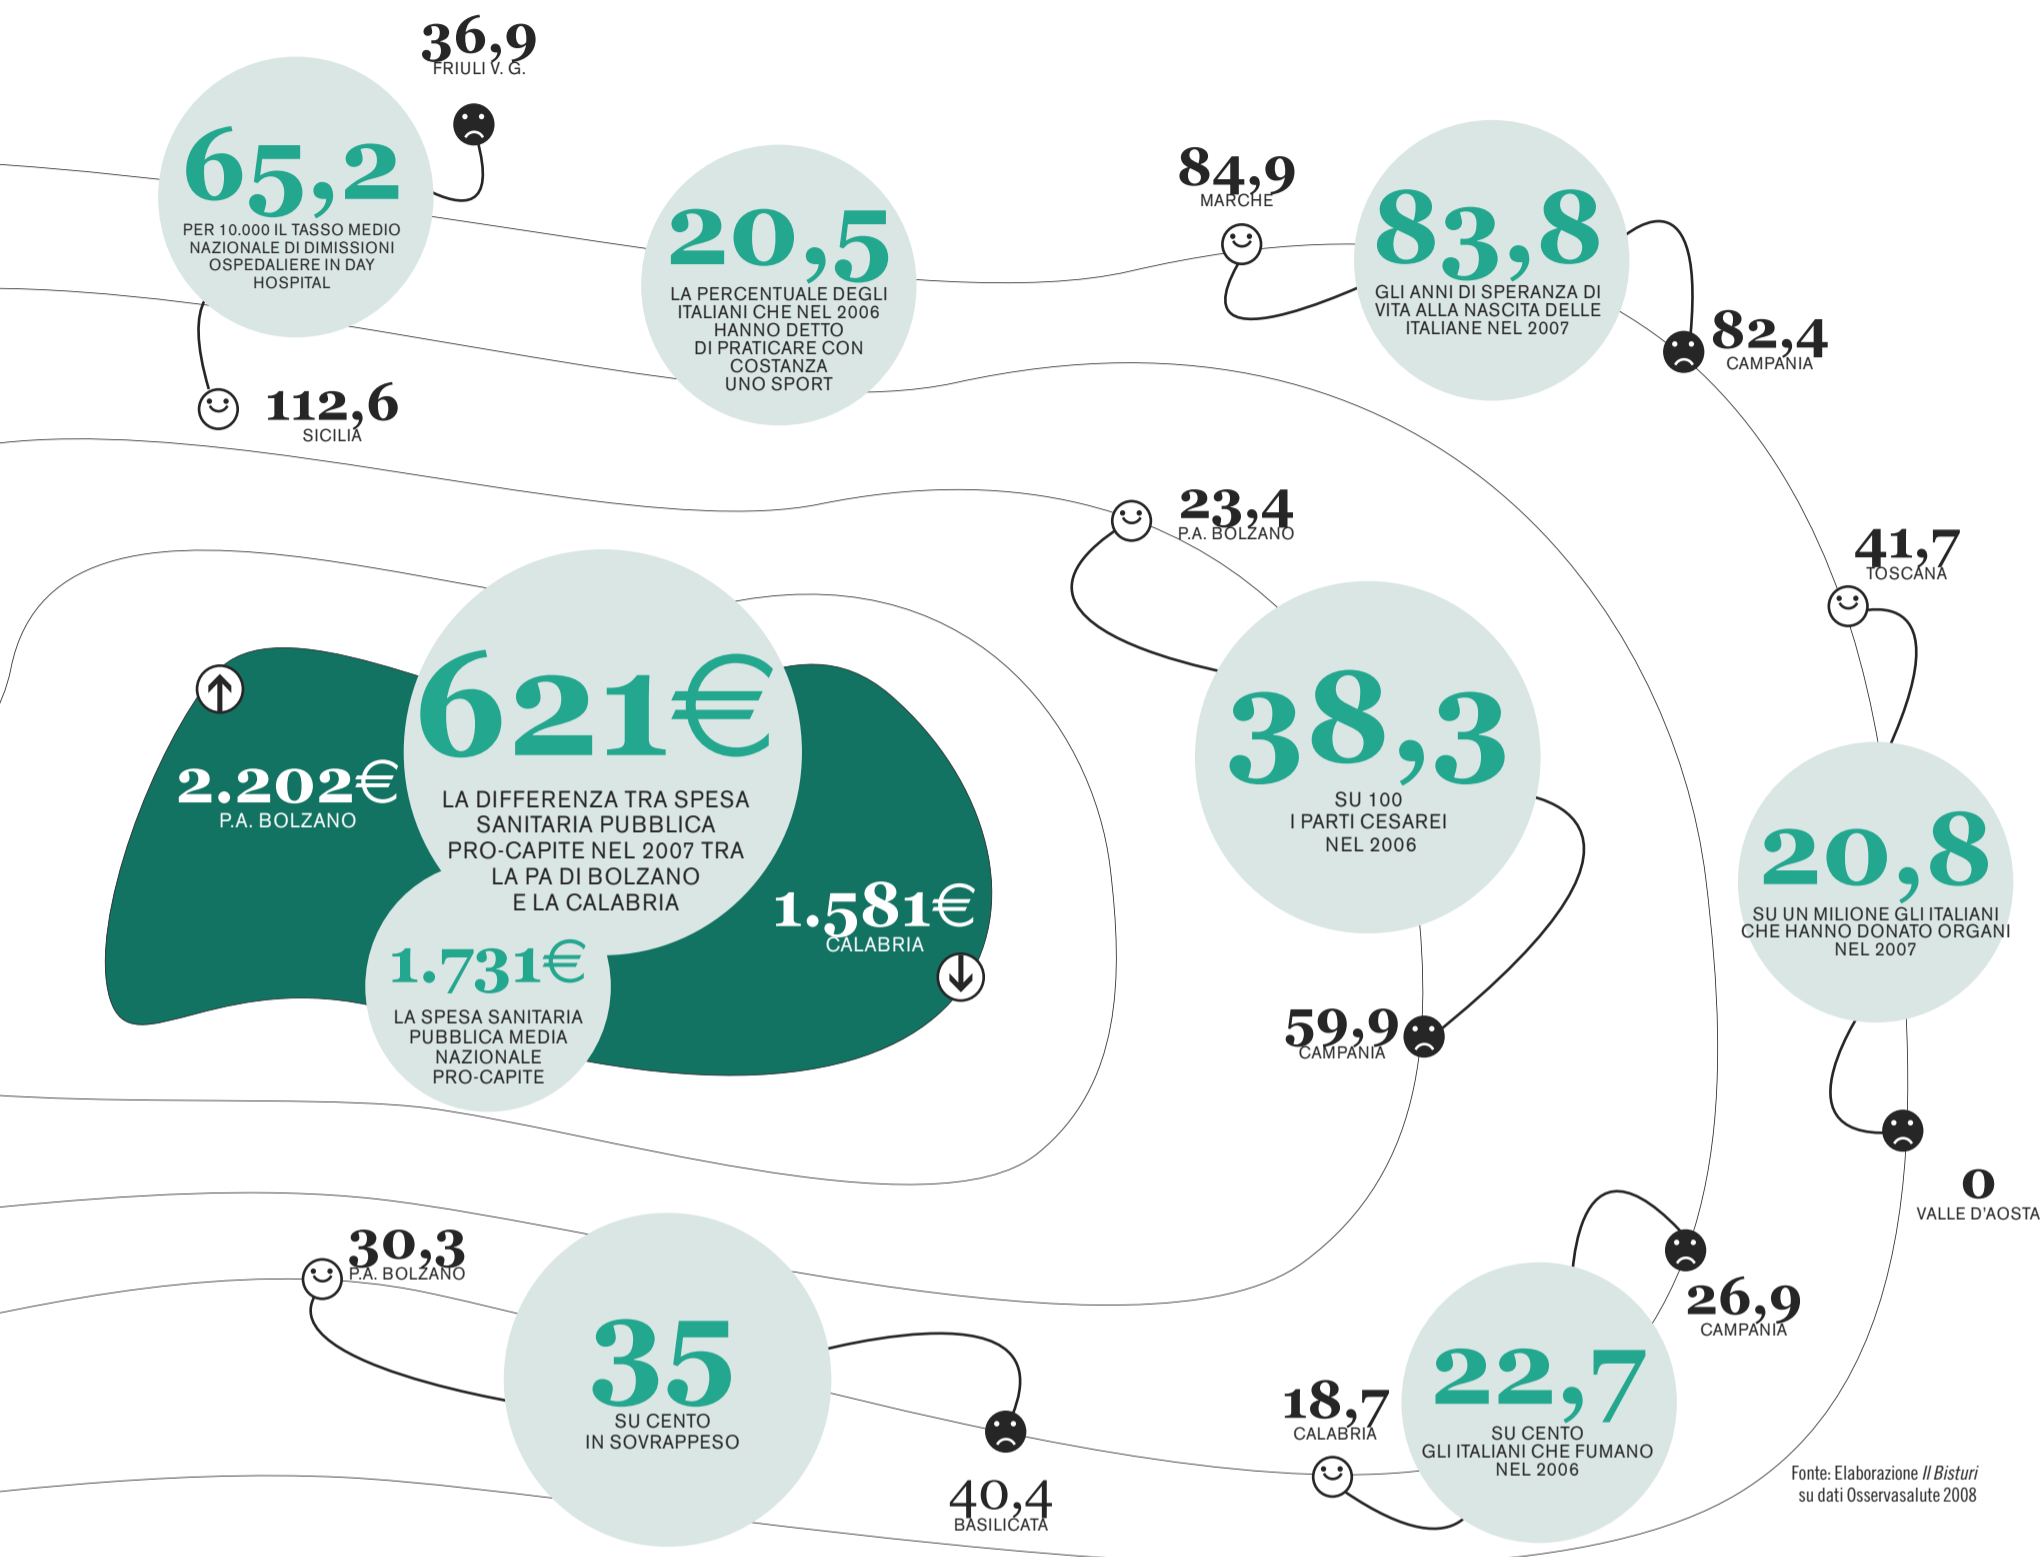 36,9
FRIULI V. G.
65,2
PER 10.000 IL TASSO MEDIO
NAZIONALE DI DIMISSIONI
OSPEDALIERE IN DAY
HOSPITAL
112,6
SICILIA
20,5
LA PERCENTUALE DEGLI
ITALIANI CHE NEL 2006
HANNO DETTO
DI PRATICARE CON
COSTANZA
UNO SPORT
84,9
MARCHE
83,8
GLI ANNI DI SPERANZA DI
VITA ALLA NASCITA DELLE
ITALIANE NEL 2007
82,4
CAMPANIA
23,4
P.A. BOLZANO
38,3
SU 100
I PARTI CESAREI
NEL 2006
59,9
CAMPANIA
41,7
TOSCANA
20,8
SU UN MILIONE GLI ITALIANI
CHE HANNO DONATO ORGANI
NEL 2007
0
VALLE D'AOSTA
621€
LA DIFFERENZA TRA SPESA
SANITARIA PUBBLICA
PRO-CAPITE NEL 2007 TRA
LA PA DI BOLZANO
E LA CALABRIA
2.202€
P.A. BOLZANO
1.581€
CALABRIA
1.731€
LA SPESA SANITARIA
PUBBLICA MEDIA
NAZIONALE
PRO-CAPITE
30,3
P.A. BOLZANO
35
SU CENTO
IN SOVRAPPESO
40,4
BASILICATA
26,9
CAMPANIA
22,7
SU CENTO
GLI ITALIANI CHE FUMANO
NEL 2006
18,7
CALABRIA
Fonte: Elaborazione Il Bisturi
su dati Osservasalute 2008